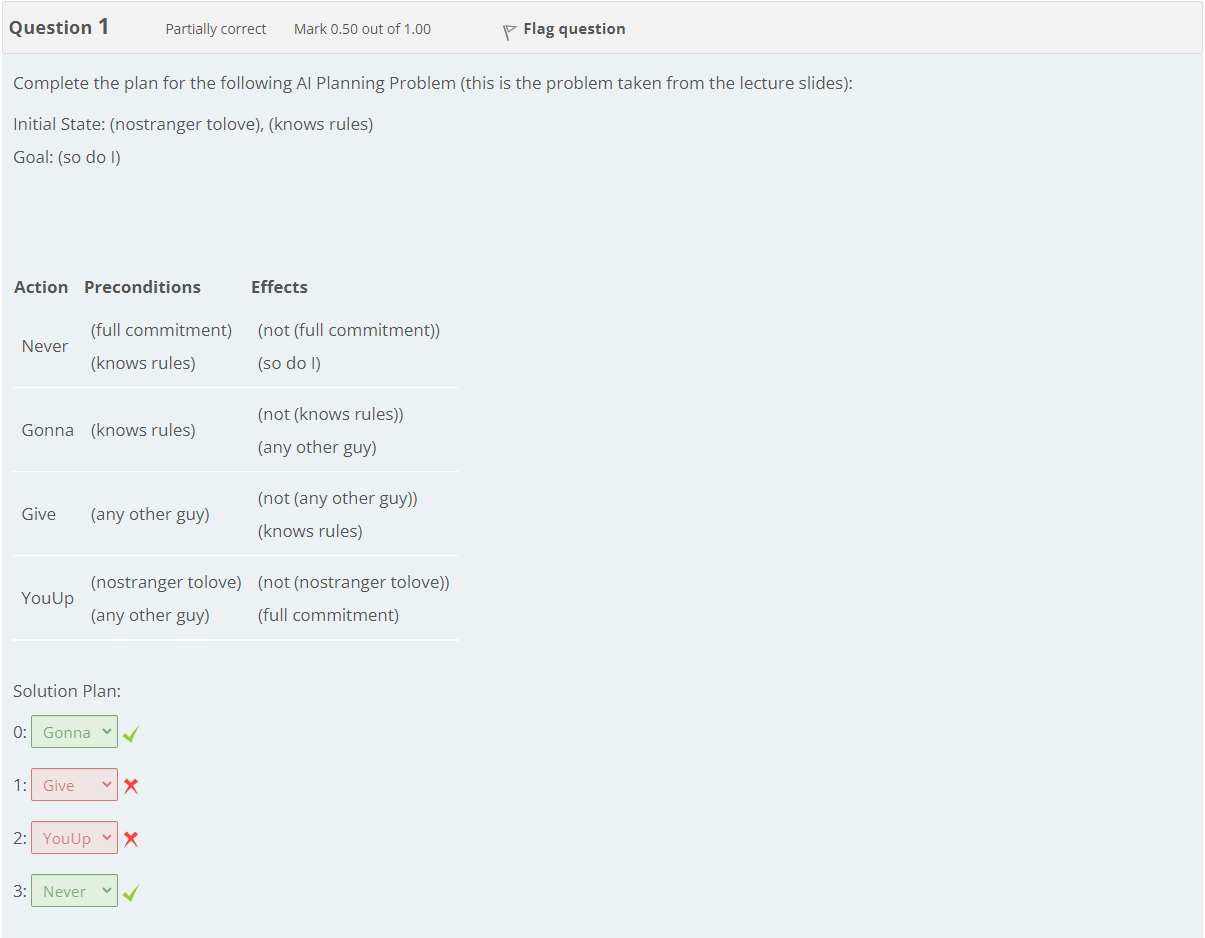 Question 1 Partially correct Mark 0.50 out of 1.00 Flag question
Complete the plan for the following AI Planning Problem (this is the problem taken from the lecture slides):
Initial State: (nostranger tolove), (knows rules)
Goal: (so do I)
Action Preconditions Effects
Never
(full commitment) (not (full commitment))
(knows rules) (so do I)
Gonna (knows rules)
(not (knows rules))
(any other guy)
Give (any other guy)
(not (any other guy))
(knows rules)
YouUp
(nostranger tolove) (not (nostranger tolove))
(any other guy) (full commitment)
Solution Plan:
0: Gonna
1: Give
2: YouUp
3: Never